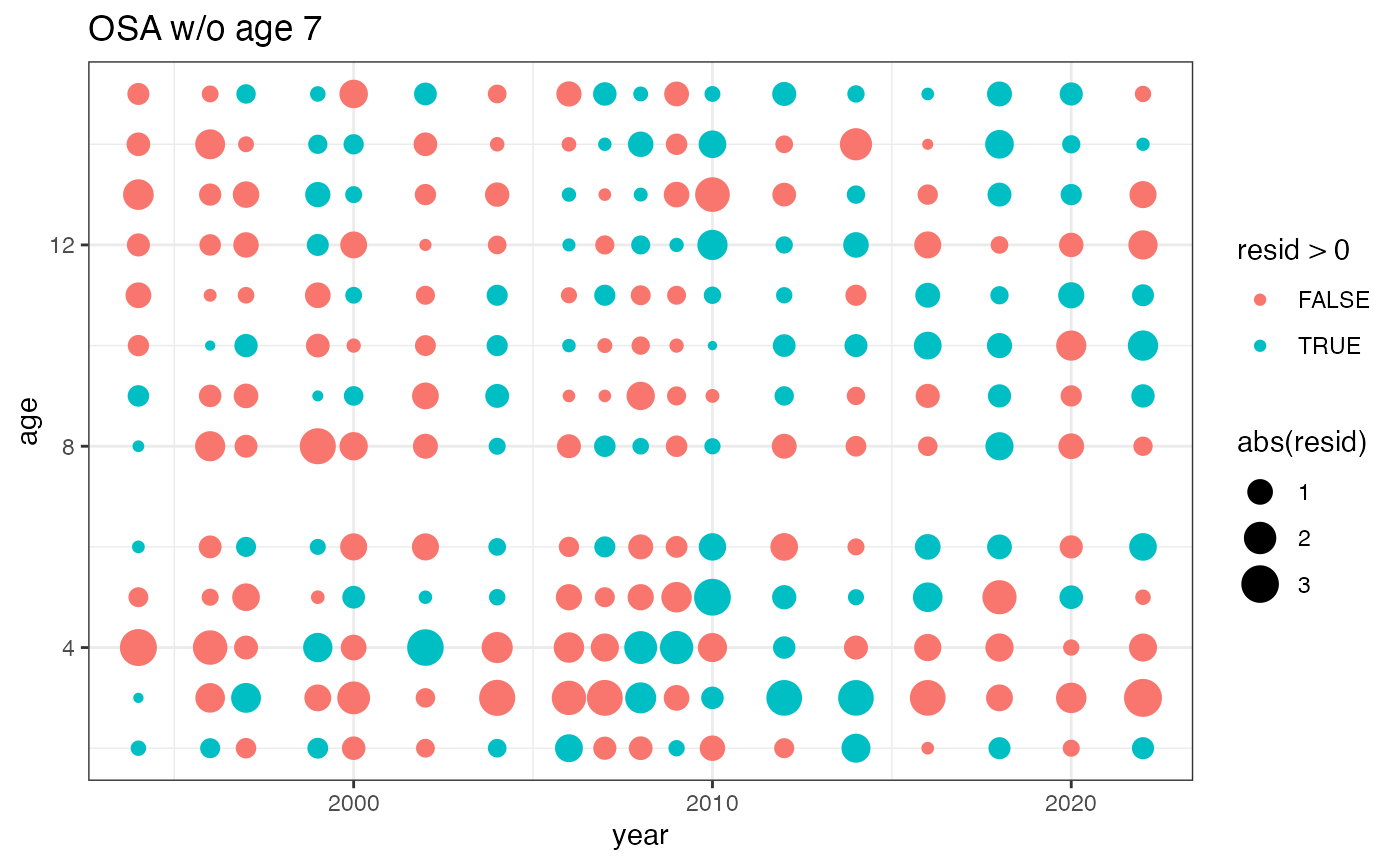 OSA w/o age 7
age
12
8
4
2000
2010
2020
year
resid > 0
FALSE
TRUE
abs(resid)
1
2
3